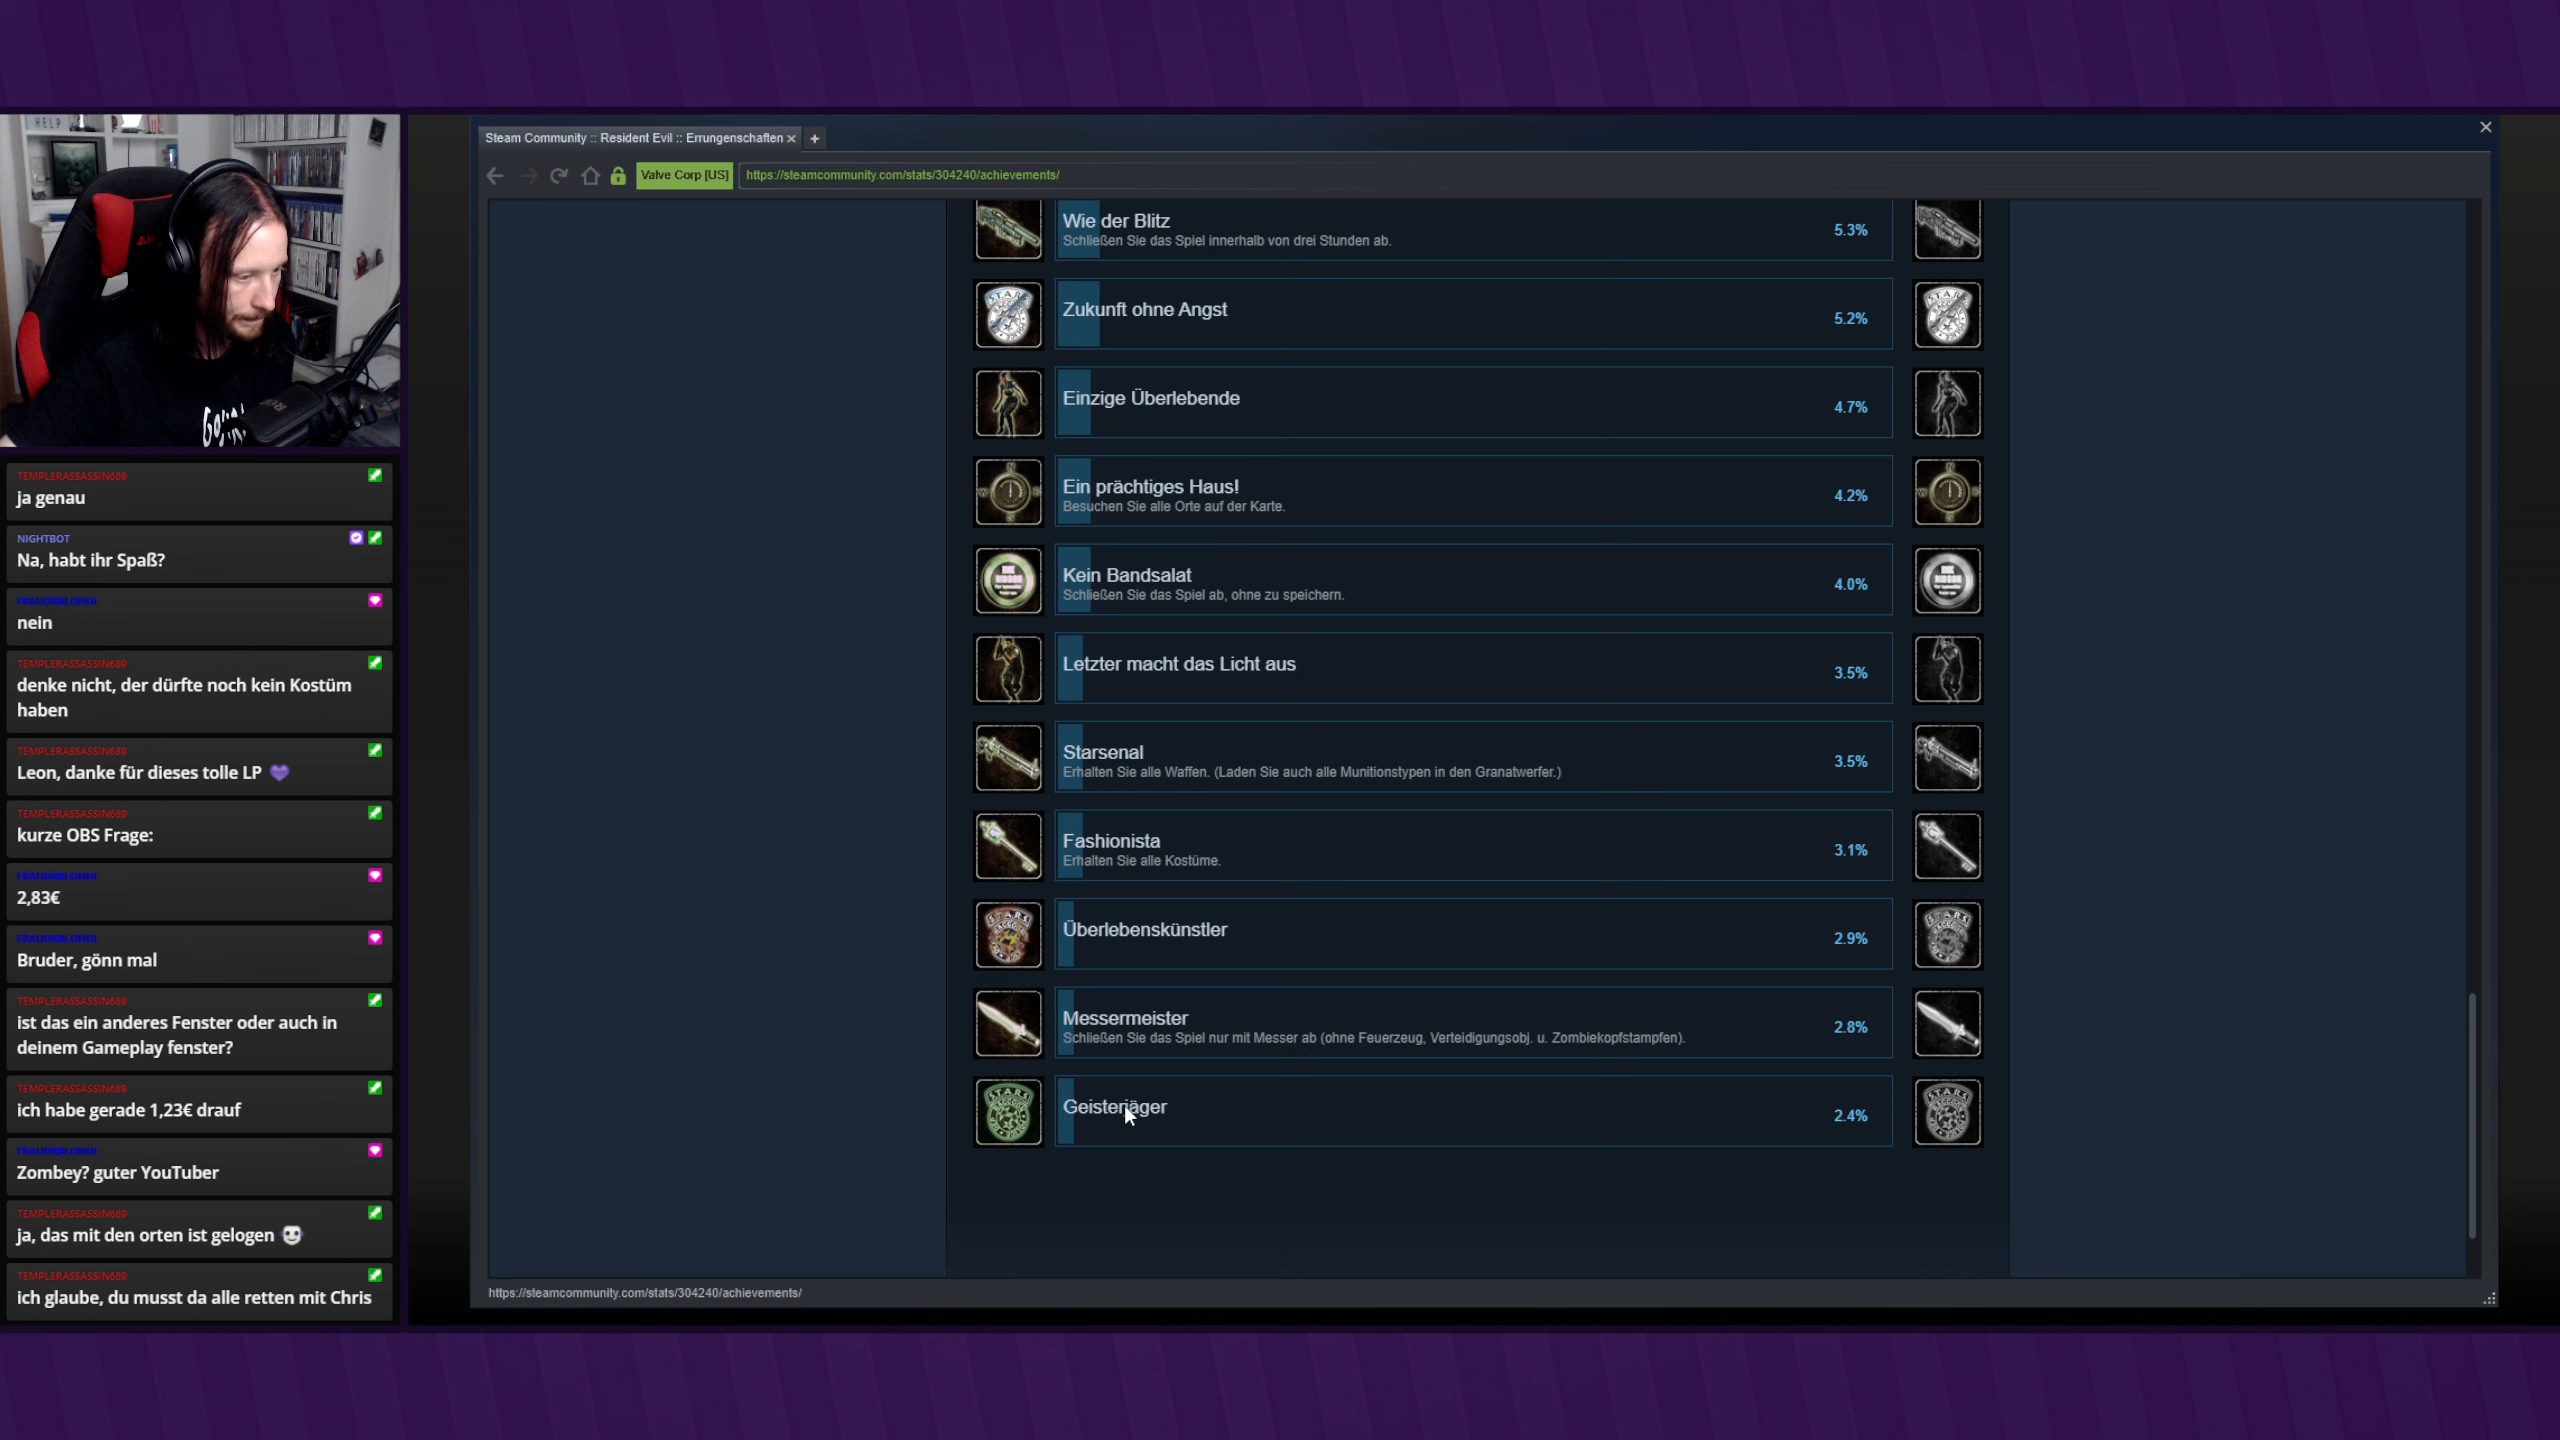 Steam Community :: Resident Evil :: Errungenschaften
Valve Corp [US]
https://steamcommunity.com/stats/304240/achievements/
HELP
TEMPLERASSASSIN689
ja genau
NIGHTBOT
Na, habt ihr Spaß?
nein
TEMPLERASSASSIN689
denke nicht, der dürfte noch kein Kostüm
haben
TEMPLERASSASSIN689
Leon, danke für dieses tolle LP
TEMPLERASSASSIN689
kurze OBS Frage:
2,83€
Bruder, gönn mal
TEMPLERASSASSIN689
ist das ein anderes Fenster oder auch in
deinem Gameplay fenster?
TEMPLERASSASSIN689
ich habe gerade 1,23€ drauf
Zombey? guter YouTuber
TEMPLERASSASSIN689
ja, das mit den orten ist gelogen
TEMPLERASSASSIN689
ich glaube, du musst da alle retten mit Chris
Wie der Blitz
Schließen Sie das Spiel innerhalb von drei Stunden ab.
5.3%
Zukunft ohne Angst
5.2%
Einzige Überlebende
4.7%
Ein prächtiges Haus!
Besuchen Sie alle Orte auf der Karte.
4.2%
Kein Bandsalat
Schließen Sie das Spiel ab, ohne zu speichern.
4.0%
Letzter macht das Licht aus
3.5%
Starsenal
Erhalten Sie alle Waffen. (Laden Sie auch alle Munitionstypen in den Granatwerfer.)
3.5%
Fashionista
Erhalten Sie alle Kostüme.
3.1%
Überlebenskünstler
2.9%
Messermeister
Schließen Sie das Spiel nur mit Messer ab (ohne Feuerzeug, Verteidigungsobj. u. Zombiekopfstampfen).
2.8%
Geisterjäger
2.4%
https://steamcommunity.com/stats/304240/achievements/